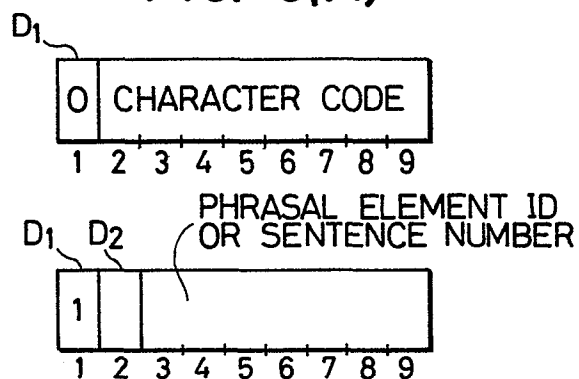 D1
0 CHARACTER CODE
1 2 3 4 5 6 7 8 9
PHRASAL ELEMENT ID
OR SENTENCE NUMBER
D1 D2
1
1 2 3 4 5 6 7 8 9